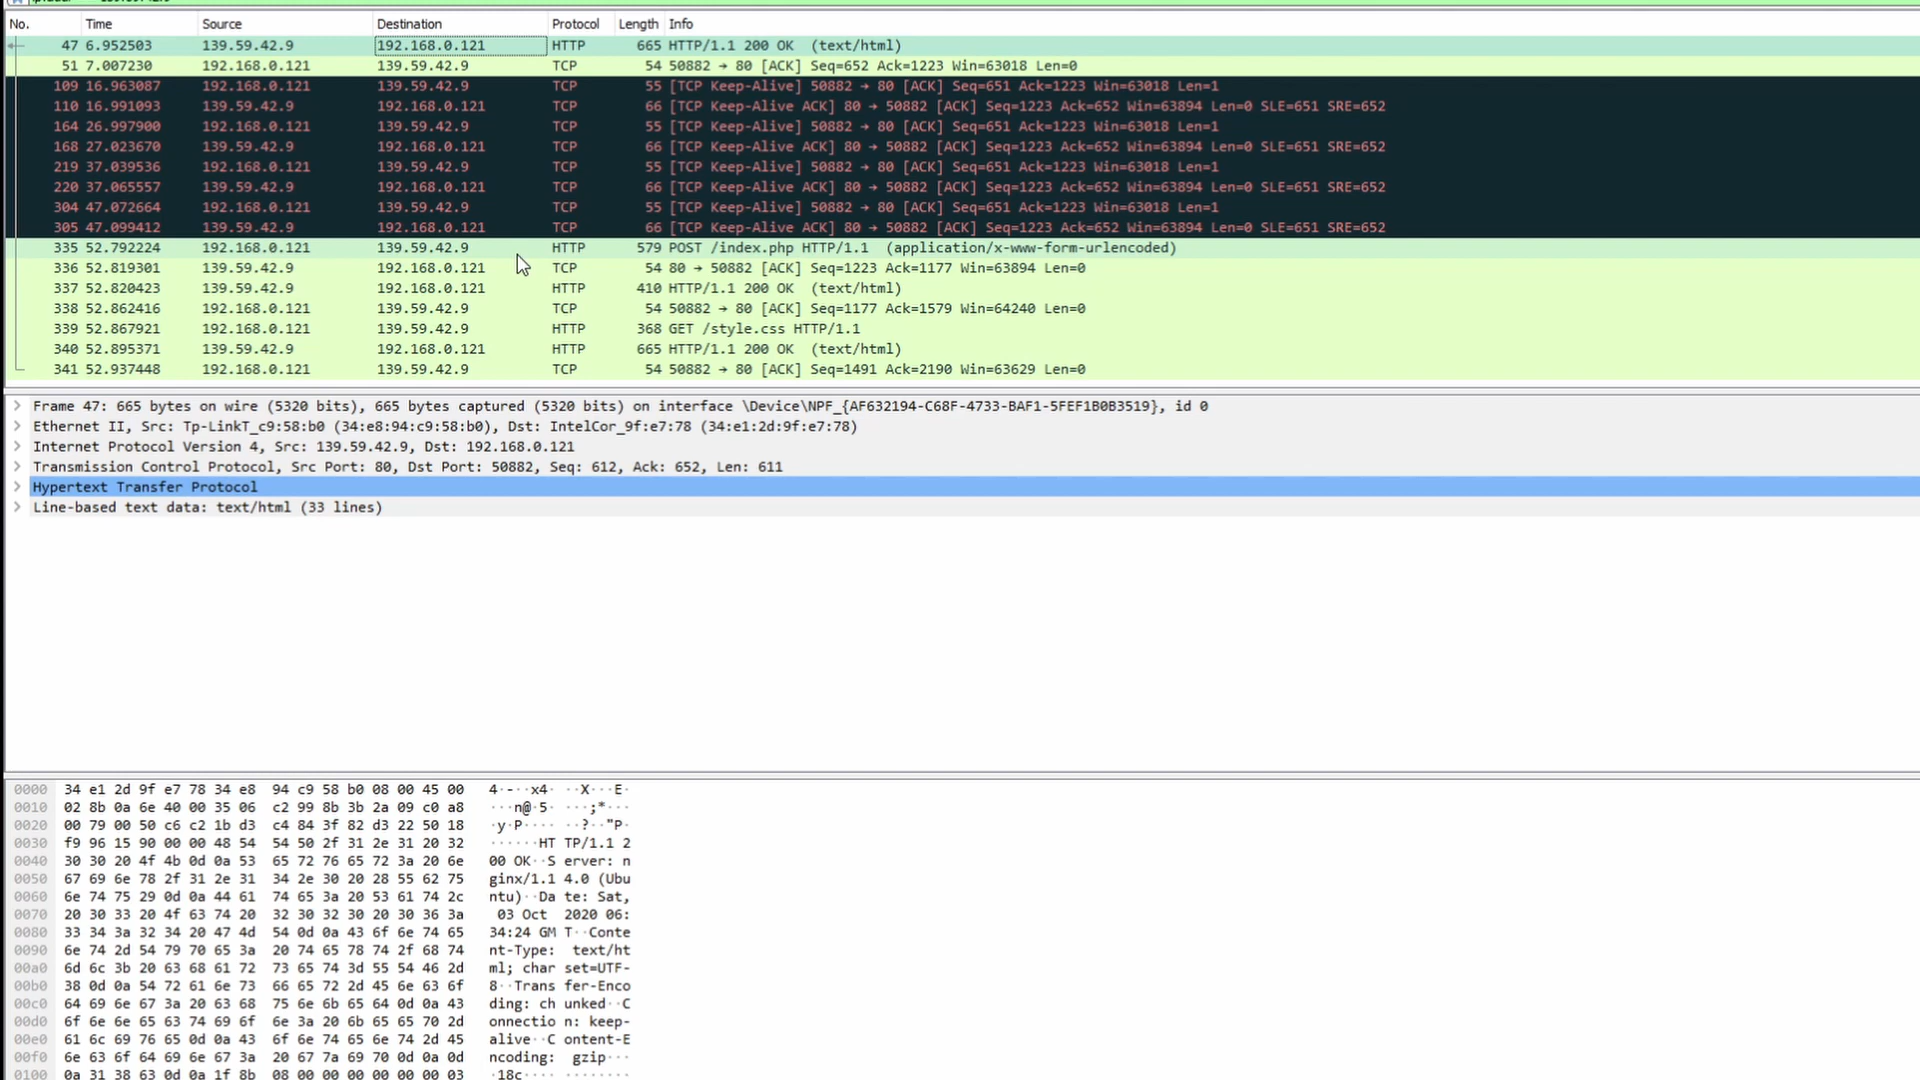 No. Time Source Destination Protocol Length Info
47 6.952503 139.59.42.9 192.168.0.121 HTTP 665 HTTP/1.1 200 OK (text/html)
51 7.007230 192.168.0.121 139.59.42.9 TCP 54 50882 → 80 [ACK] Seq=652 Ack=1223 Win=63018 Len=0
109 16.963087 192.168.0.121 139.59.42.9 TCP 55 [TCP Keep-Alive] 50882 → 80 [ACK] Seq=651 Ack=1223 Win=63018 Len=1
110 16.991093 139.59.42.9 192.168.0.121 TCP 66 [TCP Keep-Alive ACK] 80 → 50882 [ACK] Seq=1223 Ack=652 Win=63894 Len=0 SLE=651 SRE=652
164 26.997900 192.168.0.121 139.59.42.9 TCP 55 [TCP Keep-Alive] 50882 → 80 [ACK] Seq=651 Ack=1223 Win=63018 Len=1
168 27.023670 139.59.42.9 192.168.0.121 TCP 66 [TCP Keep-Alive ACK] 80 → 50882 [ACK] Seq=1223 Ack=652 Win=63894 Len=0 SLE=651 SRE=652
219 37.039536 192.168.0.121 139.59.42.9 TCP 55 [TCP Keep-Alive] 50882 → 80 [ACK] Seq=651 Ack=1223 Win=63018 Len=1
220 37.065557 139.59.42.9 192.168.0.121 TCP 66 [TCP Keep-Alive ACK] 80 → 50882 [ACK] Seq=1223 Ack=652 Win=63894 Len=0 SLE=651 SRE=652
304 47.072664 192.168.0.121 139.59.42.9 TCP 55 [TCP Keep-Alive] 50882 → 80 [ACK] Seq=651 Ack=1223 Win=63018 Len=1
305 47.099412 139.59.42.9 192.168.0.121 TCP 66 [TCP Keep-Alive ACK] 80 → 50882 [ACK] Seq=1223 Ack=652 Win=63894 Len=0 SLE=651 SRE=652
335 52.792224 192.168.0.121 139.59.42.9 HTTP 579 POST /index.php HTTP/1.1 (application/x-www-form-urlencoded)
336 52.819301 139.59.42.9 192.168.0.121 TCP 54 80 → 50882 [ACK] Seq=1223 Ack=1177 Win=63894 Len=0
337 52.820423 139.59.42.9 192.168.0.121 HTTP 410 HTTP/1.1 200 OK (text/html)
338 52.862416 192.168.0.121 139.59.42.9 TCP 54 50882 → 80 [ACK] Seq=1177 Ack=1579 Win=64240 Len=0
339 52.867921 192.168.0.121 139.59.42.9 HTTP 368 GET /style.css HTTP/1.1
340 52.895371 139.59.42.9 192.168.0.121 HTTP 665 HTTP/1.1 200 OK (text/html)
341 52.937448 192.168.0.121 139.59.42.9 TCP 54 50882 → 80 [ACK] Seq=1491 Ack=2190 Win=63629 Len=0
Frame 47: 665 bytes on wire (5320 bits), 665 bytes captured (5320 bits) on interface \Device\NPF_{AF632194-C68F-4733-BAF1-5FEF1B0B3519}, id 0
Ethernet II, Src: Tp-LinkT_c9:58:b0 (34:e8:94:c9:58:b0), Dst: IntelCor_9f:e7:78 (34:e1:2d:9f:e7:78)
Internet Protocol Version 4, Src: 139.59.42.9, Dst: 192.168.0.121
Transmission Control Protocol, Src Port: 80, Dst Port: 50882, Seq: 612, Ack: 652, Len: 611
Hypertext Transfer Protocol
Line-based text data: text/html (33 lines)
0000 34 e1 2d 9f e7 78 34 e8 94 c9 58 b0 08 00 45 00 4·-··x4· ··X···E·
0010 02 8b 0a 6e 40 00 35 06 c2 99 8b 3b 2a 09 c0 a8 ···n@·5· ···;*···
0020 00 79 00 50 c6 c2 1b d3 c4 84 3f 82 d3 22 50 18 ·y·P···· ··?··"P·
0030 f9 96 15 90 00 00 48 54 54 50 2f 31 2e 31 20 32 ······HT TP/1.1 2
0040 30 30 20 4f 4b 0d 0a 53 65 72 76 65 72 3a 20 6e 00 OK··S erver: n
0050 67 69 6e 78 2f 31 2e 31 34 2e 30 20 28 55 62 75 ginx/1.1 4.0 (Ubu
0060 6e 74 75 29 0d 0a 44 61 74 65 3a 20 53 61 74 2c ntu)··Da te: Sat,
0070 20 30 33 20 4f 63 74 20 32 30 32 30 20 30 36 3a 03 Oct 2020 06:
0080 33 34 3a 32 34 20 47 4d 54 0d 0a 43 6f 6e 74 65 34:24 GM T··Conte
0090 6e 74 2d 54 79 70 65 3a 20 74 65 78 74 2f 68 74 nt-Type: text/ht
00a0 6d 6c 3b 20 63 68 61 72 73 65 74 3d 55 54 46 2d ml; char set=UTF-
00b0 38 0d 0a 54 72 61 6e 73 66 65 72 2d 45 6e 63 6f 8··Trans fer-Enco
00c0 64 69 6e 67 3a 20 63 68 75 6e 6b 65 64 0d 0a 43 ding: ch unked··C
00d0 6f 6e 6e 65 63 74 69 6f 6e 3a 20 6b 65 65 70 2d onnectio n: keep-
00e0 61 6c 69 76 65 0d 0a 43 6f 6e 74 65 6e 74 2d 45 alive··C ontent-E
00f0 6e 63 6f 64 69 6e 67 3a 20 67 7a 69 70 0d 0a 0d ncoding: gzip···
0100 0a 31 38 63 0d 0a 1f 8b 08 00 00 00 00 00 00 03 ·18c···· ········